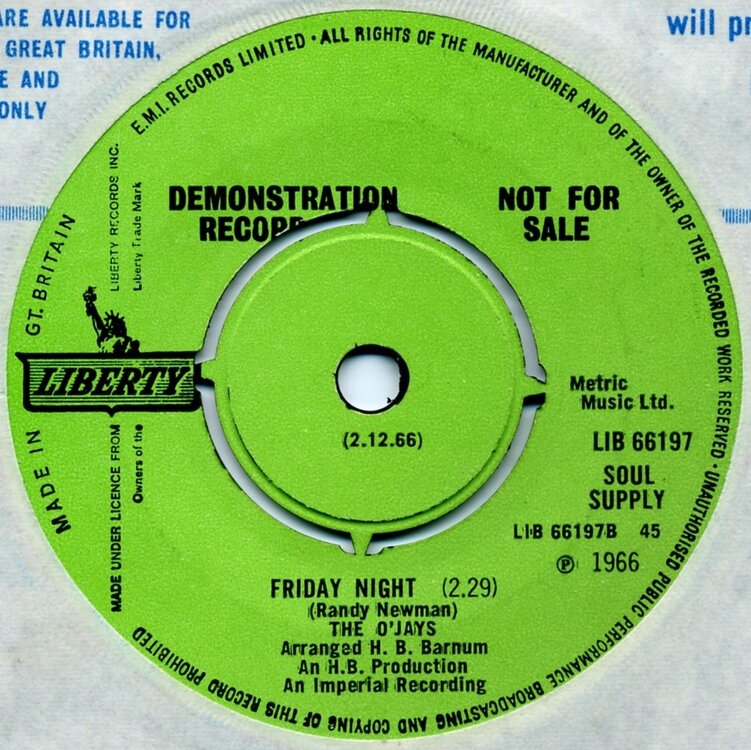 ARE AVAILABLE FOR
GREAT BRITAIN,
E AND
ONLY
will pr
E.M.I. RECORDS LIMITED · ALL RIGHTS OF THE MANUFACTURER AND OF THE OWNER OF THE RECORDED WORK RESERVED · UNAUTHORISED PUBLIC PERFORMANCE BROADCASTING AND COPYING OF THIS RECORD PROHIBITED
MADE IN GT. BRITAIN
LIBERTY RECORDS INC.
Liberty Trade Mark
MADE UNDER LICENCE FROM
Owners of the
LIBERTY
DEMONSTRATION
RECORD
NOT FOR
SALE
(2.12.66)
Metric
Music Ltd.
LIB 66197
SOUL
SUPPLY
LIB 66197B 45
℗ 1966
FRIDAY NIGHT (2.29)
(Randy Newman)
THE O'JAYS
Arranged H. B. Barnum
An H.B. Production
An Imperial Recording